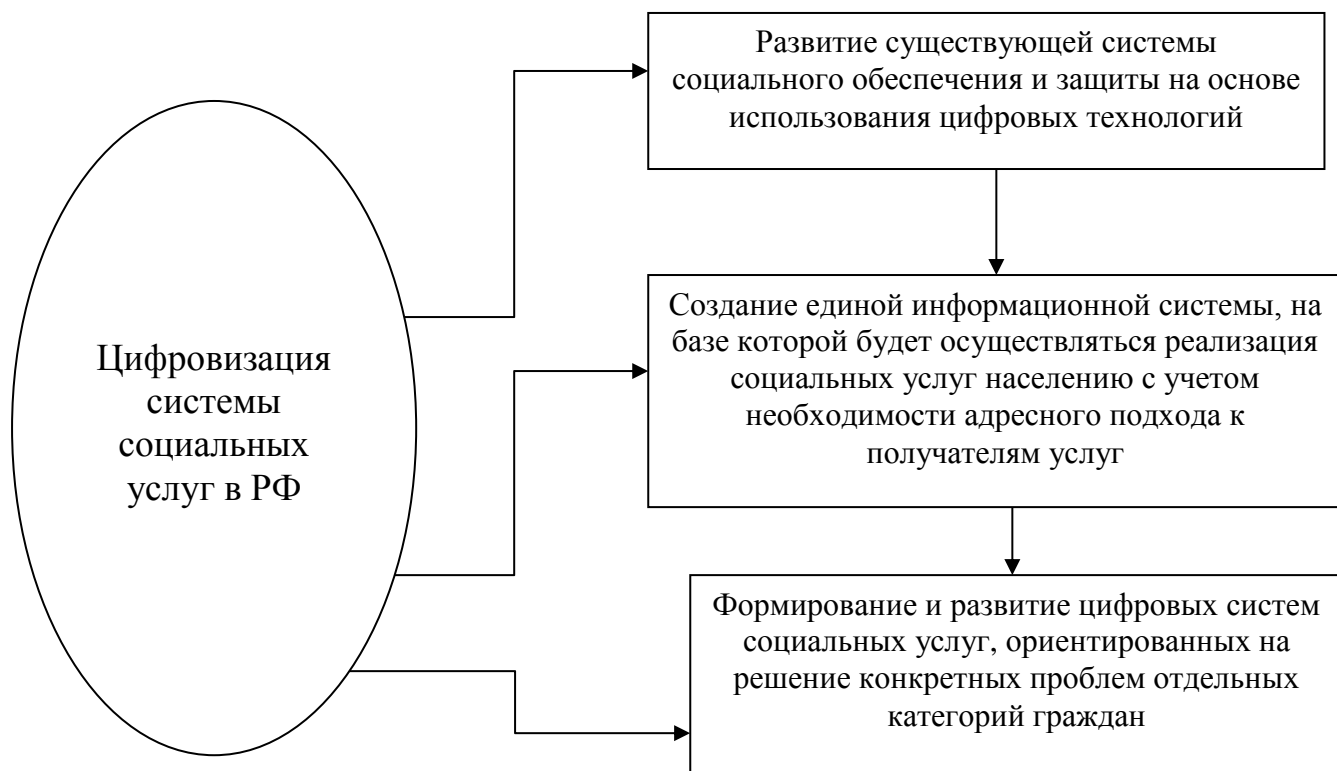 Цифровизация
системы
социальных
услуг в РФ
Развитие существующей системы
социального обеспечения и защиты на основе
использования цифровых технологий
Создание единой информационной системы, на
базе которой будет осуществляться реализация
социальных услуг населению с учетом
необходимости адресного подхода к
получателям услуг
Формирование и развитие цифровых систем
социальных услуг, ориентированных на
решение конкретных проблем отдельных
категорий граждан